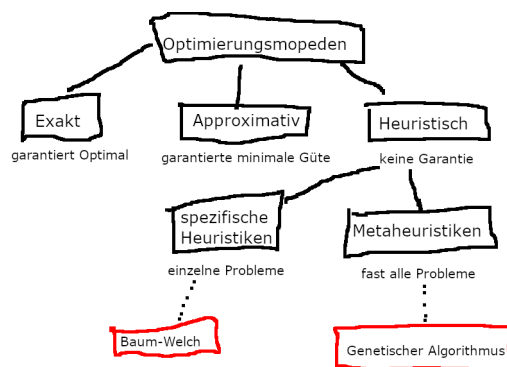 Optimierungsmopeden
Exakt
Approximativ
Heuristisch
garantiert Optimal
garantierte minimale Güte
keine Garantie
spezifische
Heuristiken
Metaheuristiken
einzelne Probleme
fast alle Probleme
Baum-Welch
Genetischer Algorithmus